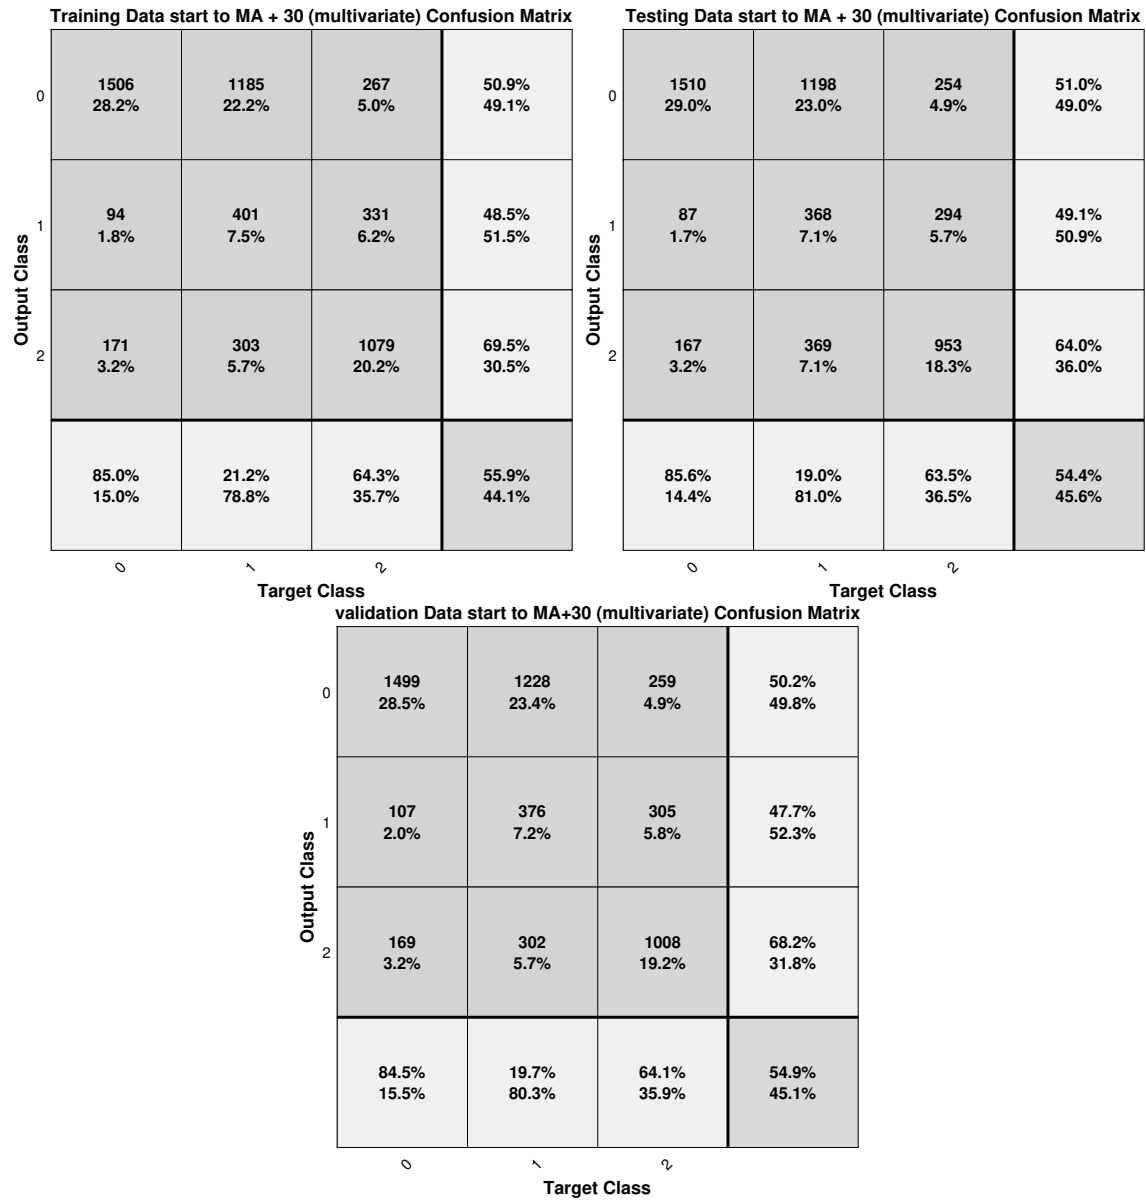 Training Data start to MA + 30 (multivariate) Confusion Matrix
1506 1185 267 50.9%
28.2% 22.2% 5.0% 49.1%
0
94 401 331 48.5%
1.8% 7.5% 6.2% 51.5%
1
171 303 1079 69.5%
3.2% 5.7% 20.2% 30.5%
2
85.0% 21.2% 64.3% 55.9%
15.0% 78.8% 35.7% 44.1%
0 1 2
Output Class
Target Class
Testing Data start to MA + 30 (multivariate) Confusion Matrix
1510 1198 254 51.0%
29.0% 23.0% 4.9% 49.0%
0
87 368 294 49.1%
1.7% 7.1% 5.7% 50.9%
1
167 369 953 64.0%
3.2% 7.1% 18.3% 36.0%
2
85.6% 19.0% 63.5% 54.4%
14.4% 81.0% 36.5% 45.6%
0 1 2
Output Class
Target Class
validation Data start to MA+30 (multivariate) Confusion Matrix
1499 1228 259 50.2%
28.5% 23.4% 4.9% 49.8%
0
107 376 305 47.7%
2.0% 7.2% 5.8% 52.3%
1
169 302 1008 68.2%
3.2% 5.7% 19.2% 31.8%
2
84.5% 19.7% 64.1% 54.9%
15.5% 80.3% 35.9% 45.1%
0 1 2
Output Class
Target Class